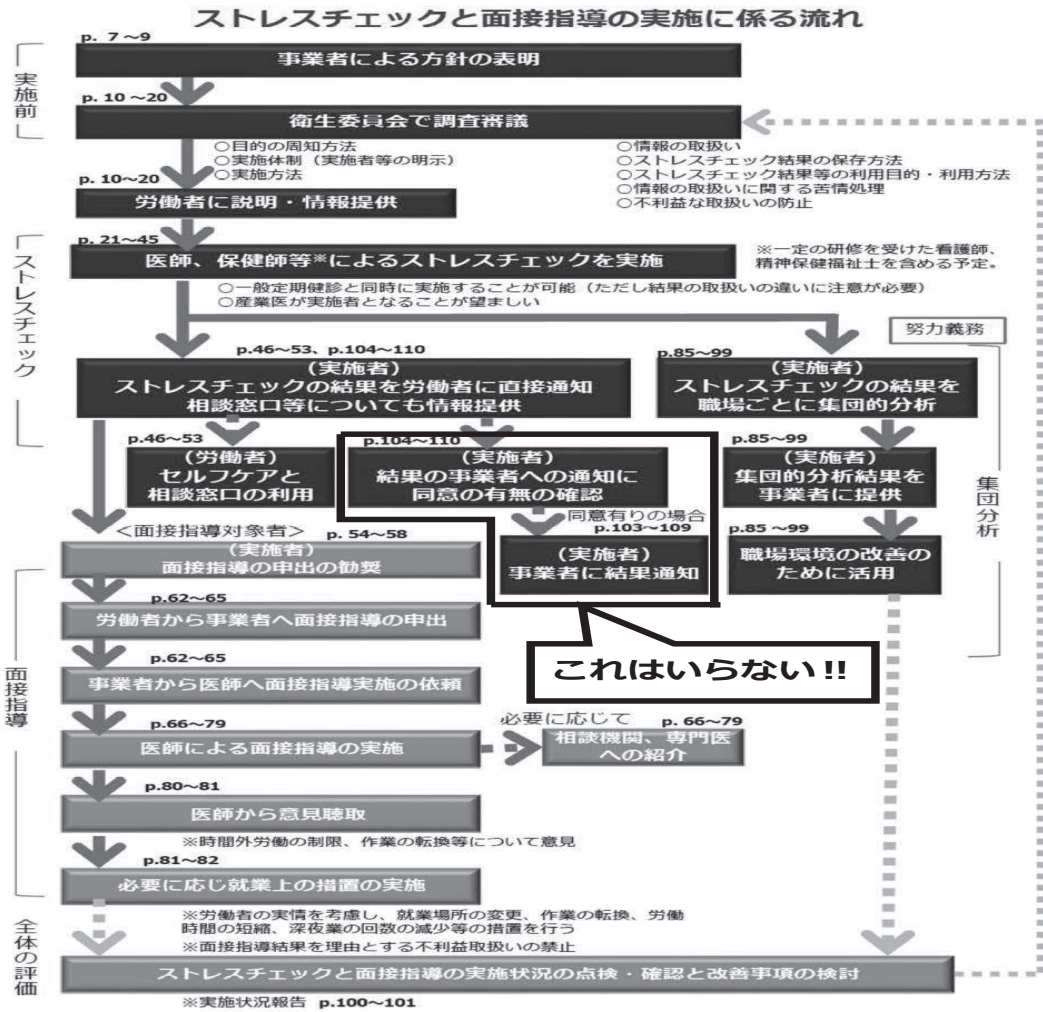 ストレスチェックと面接指導の実施に係る流れ
実施前
p. 7~9
事業者による方針の表明
p. 10~20
衛生委員会で調査審議
○目的の周知方法
○実施体制(実施者等の明示)
○実施方法
○情報の取扱い
○ストレスチェック結果の保存方法
○ストレスチェック結果等の利用目的・利用方法
○情報の取扱いに関する苦情処理
○不利益な取扱いの防止
p. 10~20
労働者に説明・情報提供
ストレスチェック
p. 21~45
医師、保健師等※によるストレスチェックを実施
※一定の研修を受けた看護師、
精神保健福祉士を含める予定。
○一般定期健診と同時に実施することが可能(ただし結果の取扱いの違いに注意が必要)
○産業医が実施者となることが望ましい
努力義務
p.46~53、p.104~110
(実施者)
ストレスチェックの結果を労働者に直接通知
相談窓口等についても情報提供
p.85~99
(実施者)
ストレスチェックの結果を
職場ごとに集団的分析
p.46~53
(労働者)
セルフケアと
相談窓口の利用
p.104~110
(実施者)
結果の事業者への通知に
同意の有無の確認
p.85~99
(実施者)
集団的分析結果を
事業者に提供
集団分析
同意有りの場合
p.103~109
(実施者)
事業者に結果通知
p.85 ~99
職場環境の改善の
ために活用
これはいらない!!
<面接指導対象者>
p. 54~58
(実施者)
面接指導の申出の勧奨
面接指導
p.62~65
労働者から事業者へ面接指導の申出
p.62~65
事業者から医師へ面接指導実施の依頼
p.66~79
医師による面接指導の実施
必要に応じて
p. 66~79
相談機関、専門医
への紹介
p.80~81
医師から意見聴取
※時間外労働の制限、作業の転換等について意見
p.81~82
必要に応じ就業上の措置の実施
※労働者の実情を考慮し、就業場所の変更、作業の転換、労働
時間の短縮、深夜業の回数の減少等の措置を行う
※面接指導結果を理由とする不利益取扱いの禁止
全体の評価
ストレスチェックと面接指導の実施状況の点検・確認と改善事項の検討
※実施状況報告 p.100~101